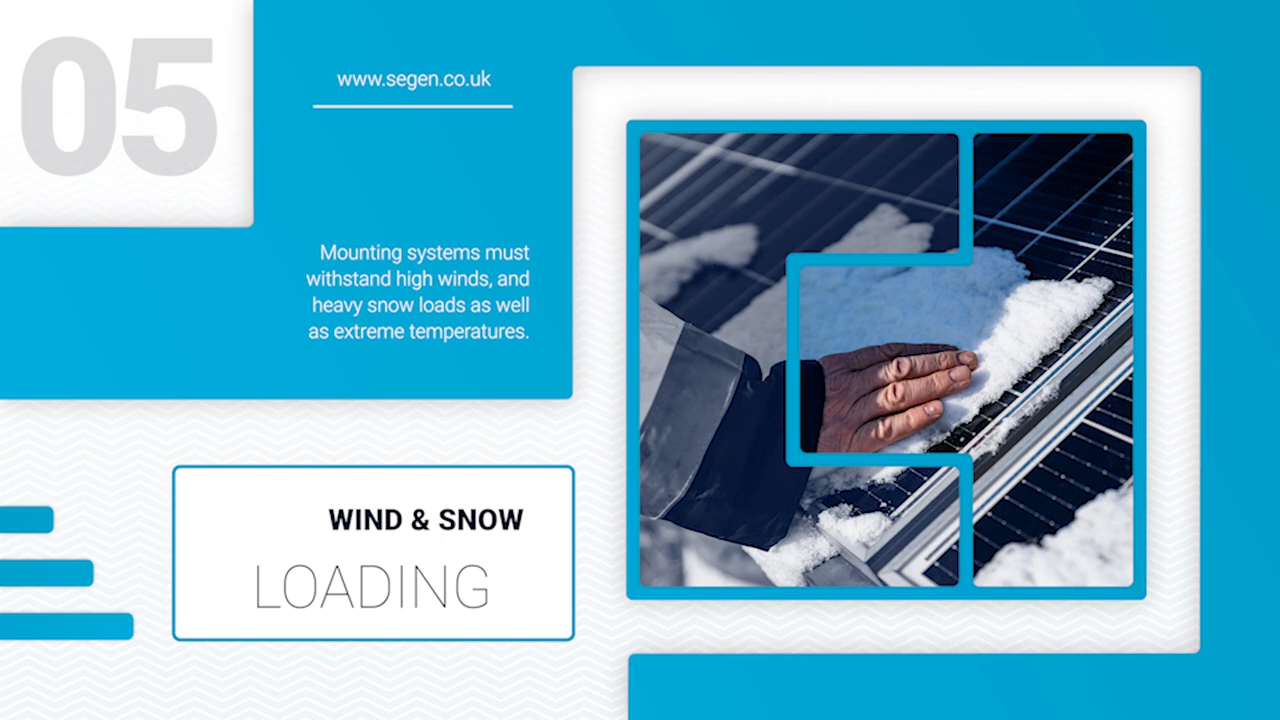 05
www.segen.co.uk
Mounting systems must
withstand high winds, and
heavy snow loads as well
as extreme temperatures.
WIND & SNOW
LOADING